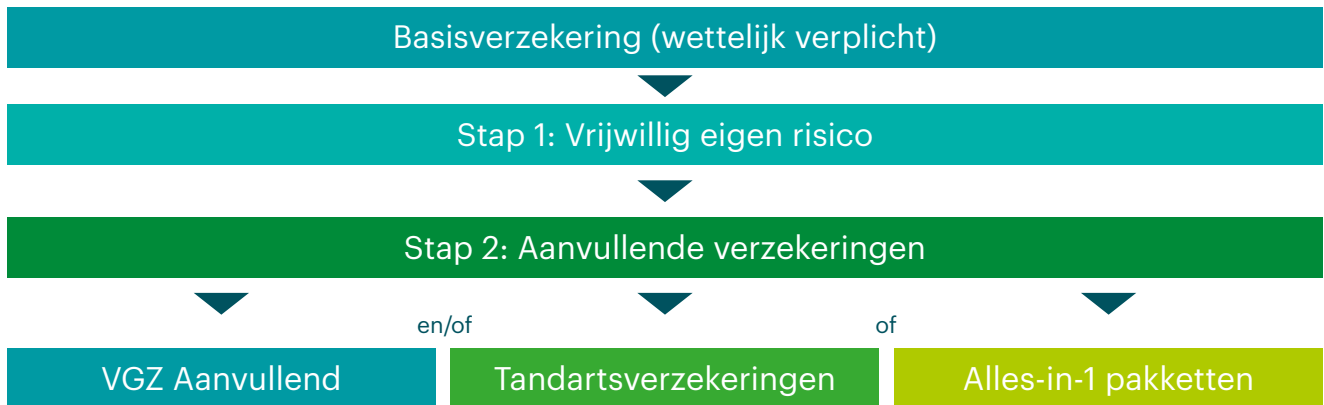 Basisverzekering (wettelijk verplicht)
Stap 1: Vrijwillig eigen risico
Stap 2: Aanvullende verzekeringen
en/of
of
VGZ Aanvullend
Tandartsverzekeringen
Alles-in-1 pakketten